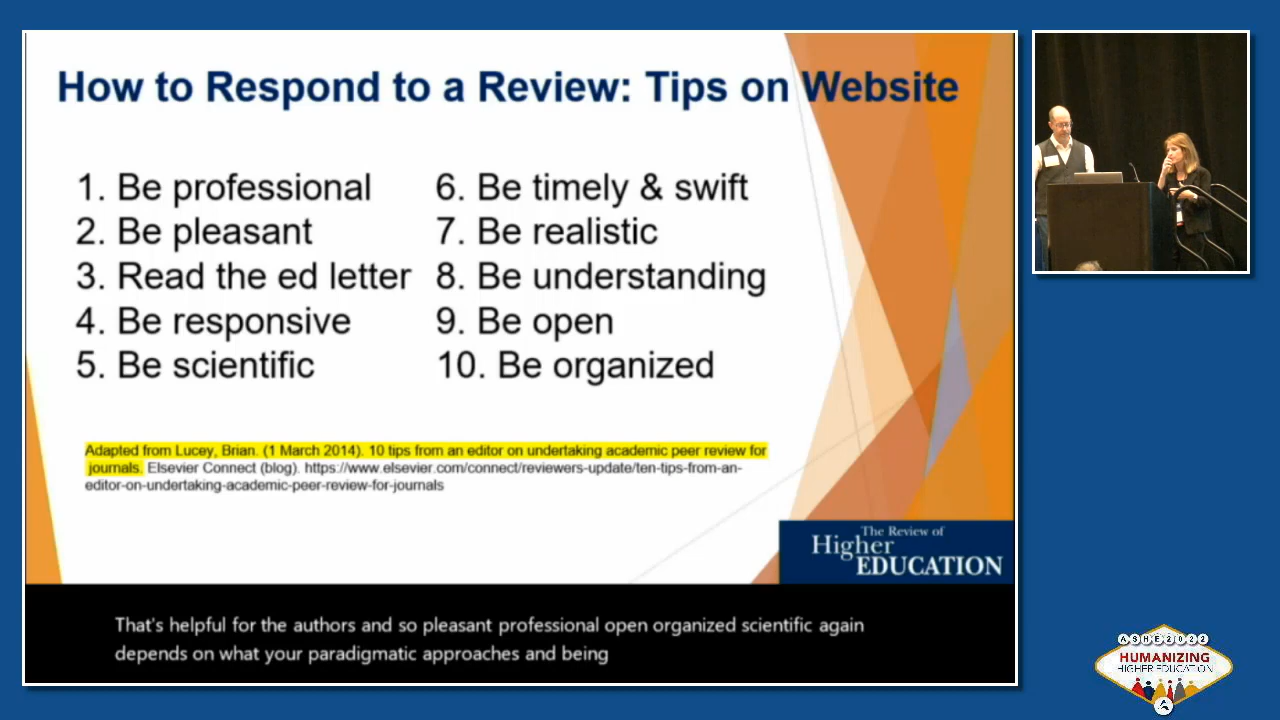 How to Respond to a Review: Tips on Website
1. Be professional
2. Be pleasant
3. Read the ed letter
4. Be responsive
5. Be scientific
6. Be timely & swift
7. Be realistic
8. Be understanding
9. Be open
10. Be organized
Adapted from Lucey, Brian. (1 March 2014). 10 tips from an editor on undertaking academic peer review for
journals. Elsevier Connect (blog). https://www.elsevier.com/connect/reviewers-update/ten-tips-from-an-
editor-on-undertaking-academic-peer-review-for-journals
The Review of
Higher
EDUCATION
That's helpful for the authors and so pleasant professional open organized scientific again
depends on what your paradigmatic approaches and being
ASHE2022
HUMANIZING
HIGHER EDUCATION